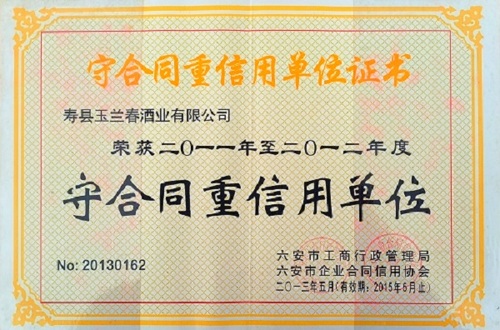 守合同重信用单位证书
寿县玉兰春酒业有限公司
荣获二〇一一年至二〇一二年度
守合同重信用单位
No: 20130162
六安市工商行政管理局
六安市企业合同信用协会
二〇一三年五月(有效期：2015年6月止)